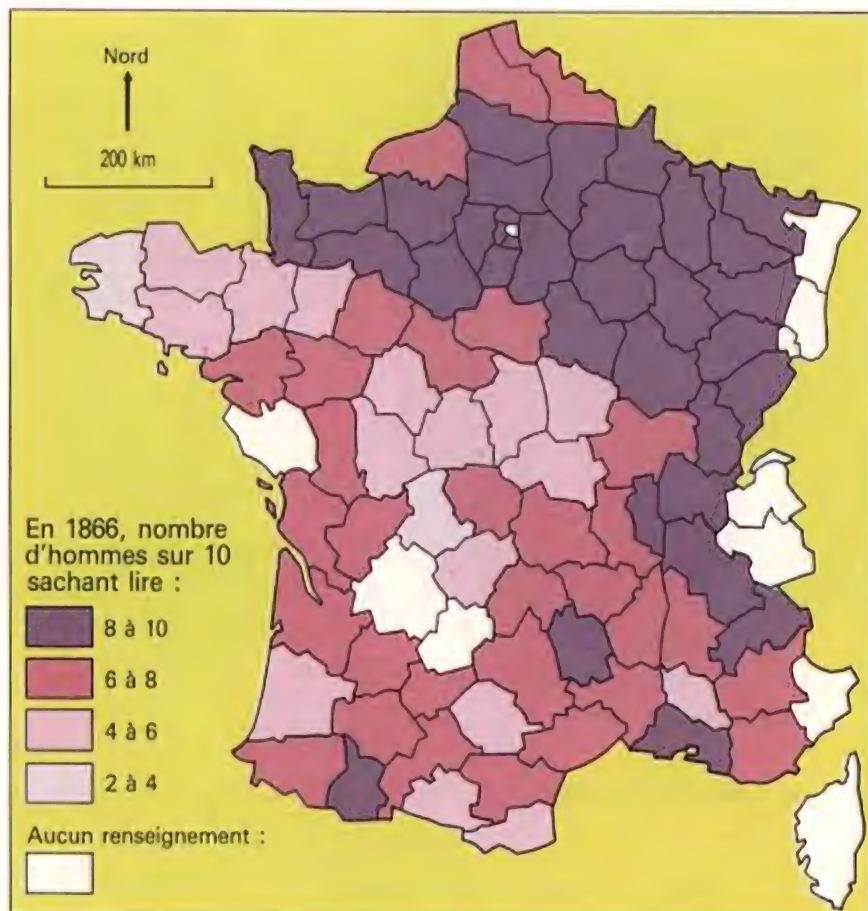 Nord
200 km
En 1866, nombre
d'hommes sur 10
sachant lire :
8 à 10
6 à 8
4 à 6
2 à 4
Aucun renseignement :